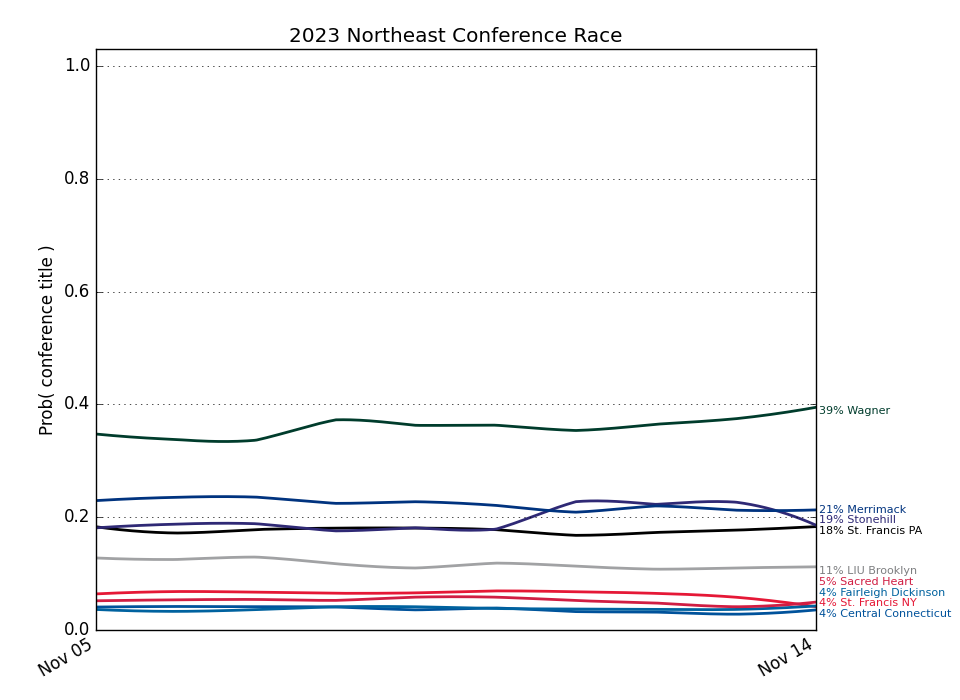 2023 Northeast Conference Race
1.0
0.8
0.6
0.4
0.2
0.0
Prob( conference title )
Nov 05
Nov 14
39% Wagner
21% Merrimack
19% Stonehill
18% St. Francis PA
11% LIU Brooklyn
5% Sacred Heart
4% Fairleigh Dickinson
4% St. Francis NY
4% Central Connecticut